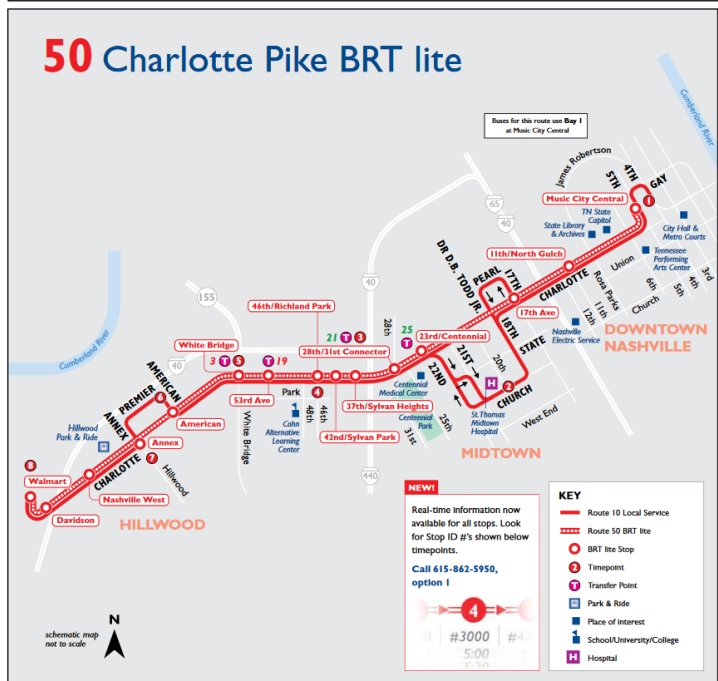 50 Charlotte Pike BRT lite
Cumberland River
Buses for this route use Bay 1
at Music City Central
James Robertson
5TH
4TH
GAY
65
40
Music City Central
1
TN State
Capitol
State Library
& Archives
City Hall &
Metro Courts
Tennessee
Performing
Arts Center
11th/North Gulch
DR D.B. TODD JR.
PEARL
17TH
CHARLOTTE
Union
3rd
4th
5th
6th
Church
Rosa Parks
11th
12th
17th Ave
18TH
STATE
Nashville
Electric Service
DOWNTOWN
NASHVILLE
40
155
46th/Richland Park
28th
25
T
23rd/Centennial
21
T
3
28th/31st Connector
White Bridge
3
T
5
T
19
40
Cumberland River
53rd Ave
Park
4
48th
46th
37th/Sylvan Heights
42nd/Sylvan Park
Centennial
Medical Center
Centennial
Park
31st
25th
22ND
21ST
20th
H
2
CHURCH
St.Thomas
Midtown
Hospital
West End
MIDTOWN
PREMIER
AMERICAN
6
ANNEX
American
Annex
7
Hillwood
Park & Ride
CHARLOTTE
Hillwood
White Bridge
Cohn
Alternative
Learning
Center
8
Walmart
Nashville West
Davidson
HILLWOOD
440
NEW!
Real-time information now
available for all stops. Look
for Stop ID #'s shown below
timepoints.
Call 615-862-5950,
option 1
4
#3000
5:00
5:20
KEY
Route 10 Local Service
Route 50 BRT lite
BRT lite Stop
2 Timepoint
T Transfer Point
Park & Ride
Place of interest
School/University/College
H Hospital
N
schematic map
not to scale